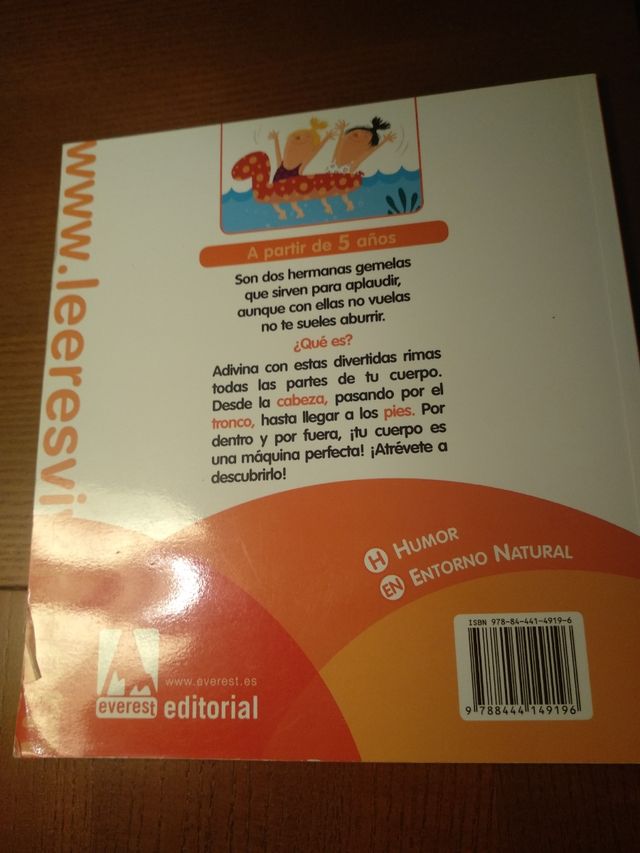 www.leeresvi
A partir de 5 años
Son dos hermanas gemelas
que sirven para aplaudir,
aunque con ellas no vuelas
no te sueles aburrir.
¿Qué es?
Adivina con estas divertidas rimas
todas las partes de tu cuerpo.
Desde la cabeza, pasando por el
tronco, hasta llegar a los pies. Por
dentro y por fuera, ¡tu cuerpo es
una máquina perfecta! ¡Atrévete a
descubrirlo!
H HUMOR
EN ENTORNO NATURAL
ISBN 978-84-441-4919-6
9 788444 149196
www.everest.es
everest editorial